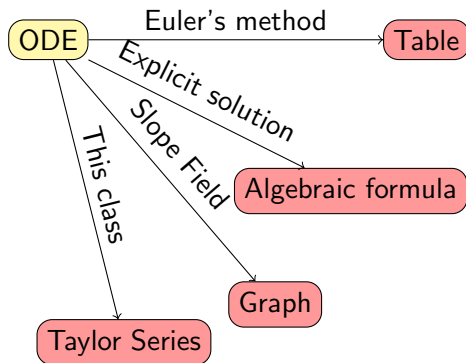 Euler's method
ODE
Table
Explicit solution
Slope Field
This class
Algebraic formula
Graph
Taylor Series